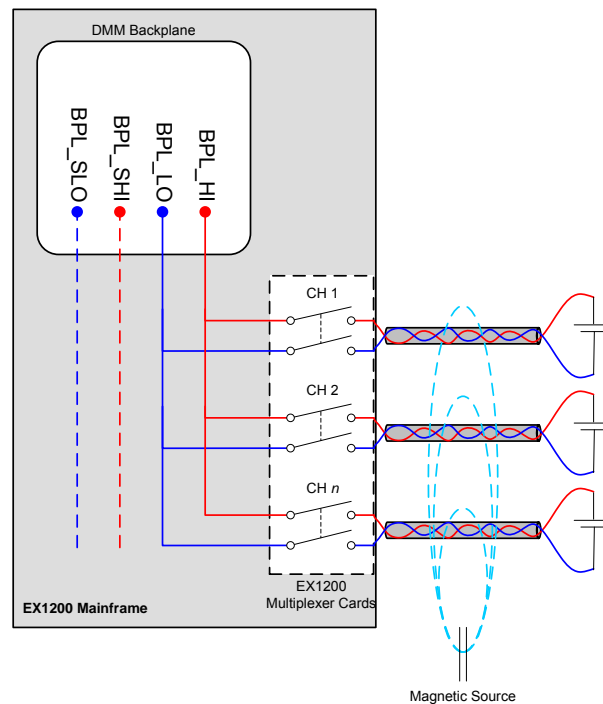 DMM Backplane
BPL_SLO
BPL_SHI
BPL_LO
BPL_HI
CH 1
CH 2
CH n
EX1200
Multiplexer Cards
EX1200 Mainframe
Magnetic Source